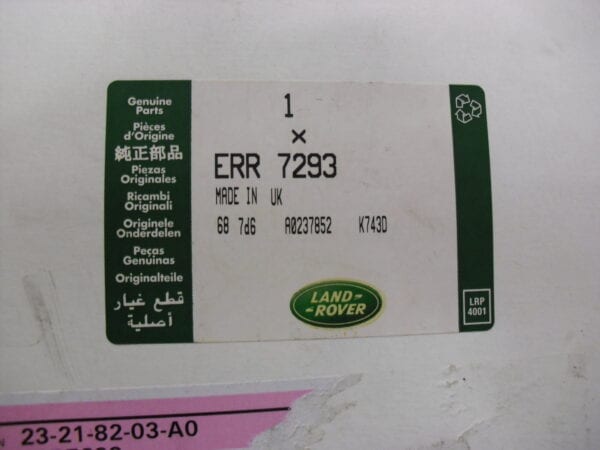 Genuine
Parts
Pièces
d'Origine
純正部品
Piezas
Originales
Ricambi
Originali
Originele
Onderdelen
Peças
Genuinas
Originalteile
قطع غيار
أصلية
1
×
ERR 7293
MADE IN UK
68 7d6 A0237852 K743D
LAND
ROVER
LRP
4001
23-21-82-03-A0